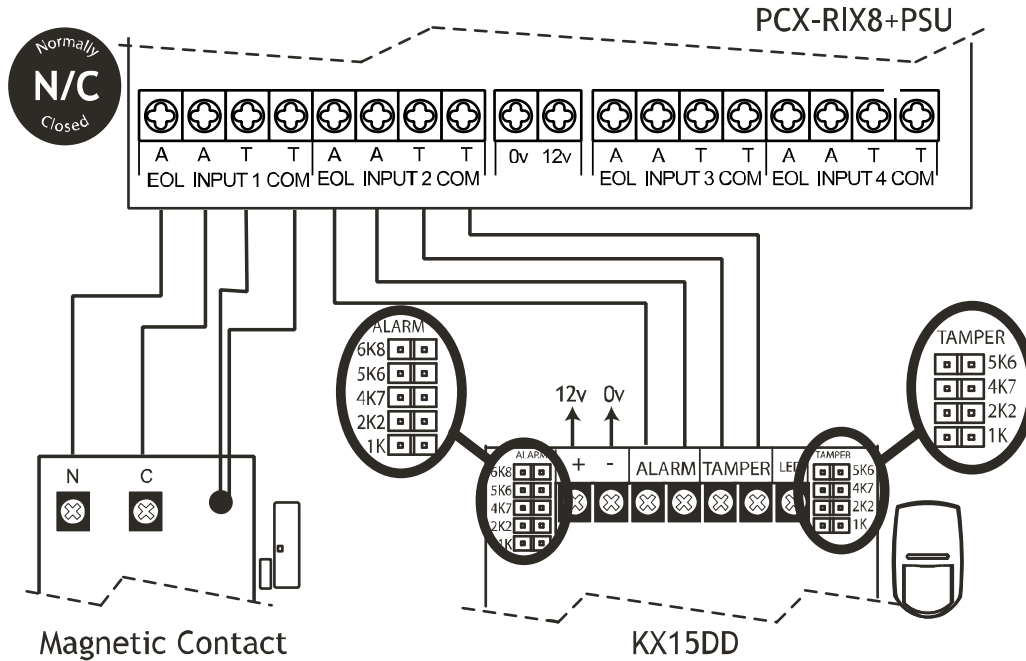 PCX-RIX8+PSU
Normally
N/C
Closed
A A T T A A T T 0v 12v A A T T A A T T
EOL INPUT 1 COM EOL INPUT 2 COM EOL INPUT 3 COM EOL INPUT 4 COM
ALARM
6K8
5K6
4K7
2K2
1K
TAMPER
5K6
4K7
2K2
1K
12v 0v
N C
ALARM
6K8
5K6
4K7
2K2
1K
+ - ALARM TAMPER LED
TAMPER
5K6
4K7
2K2
1K
Magnetic Contact
KX15DD